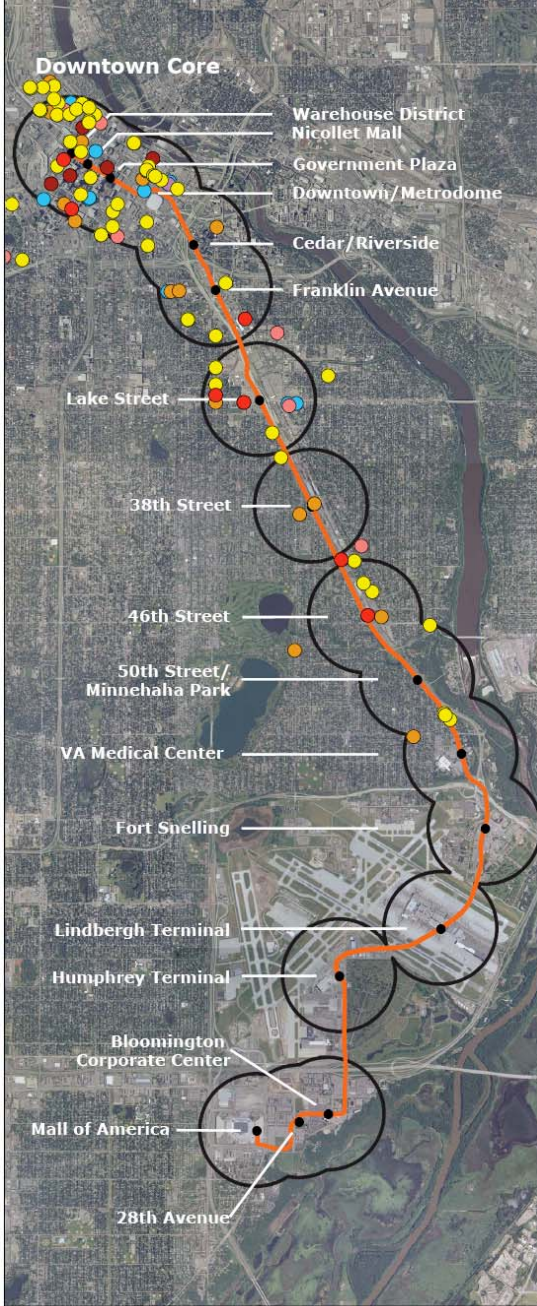 Downtown Core
Warehouse District
Nicollet Mall
Government Plaza
Downtown/Metrodome
Cedar/Riverside
Franklin Avenue
Lake Street
38th Street
46th Street
50th Street/
Minnehaha Park
VA Medical Center
Fort Snelling
Lindbergh Terminal
Humphrey Terminal
Bloomington
Corporate Center
Mall of America
28th Avenue